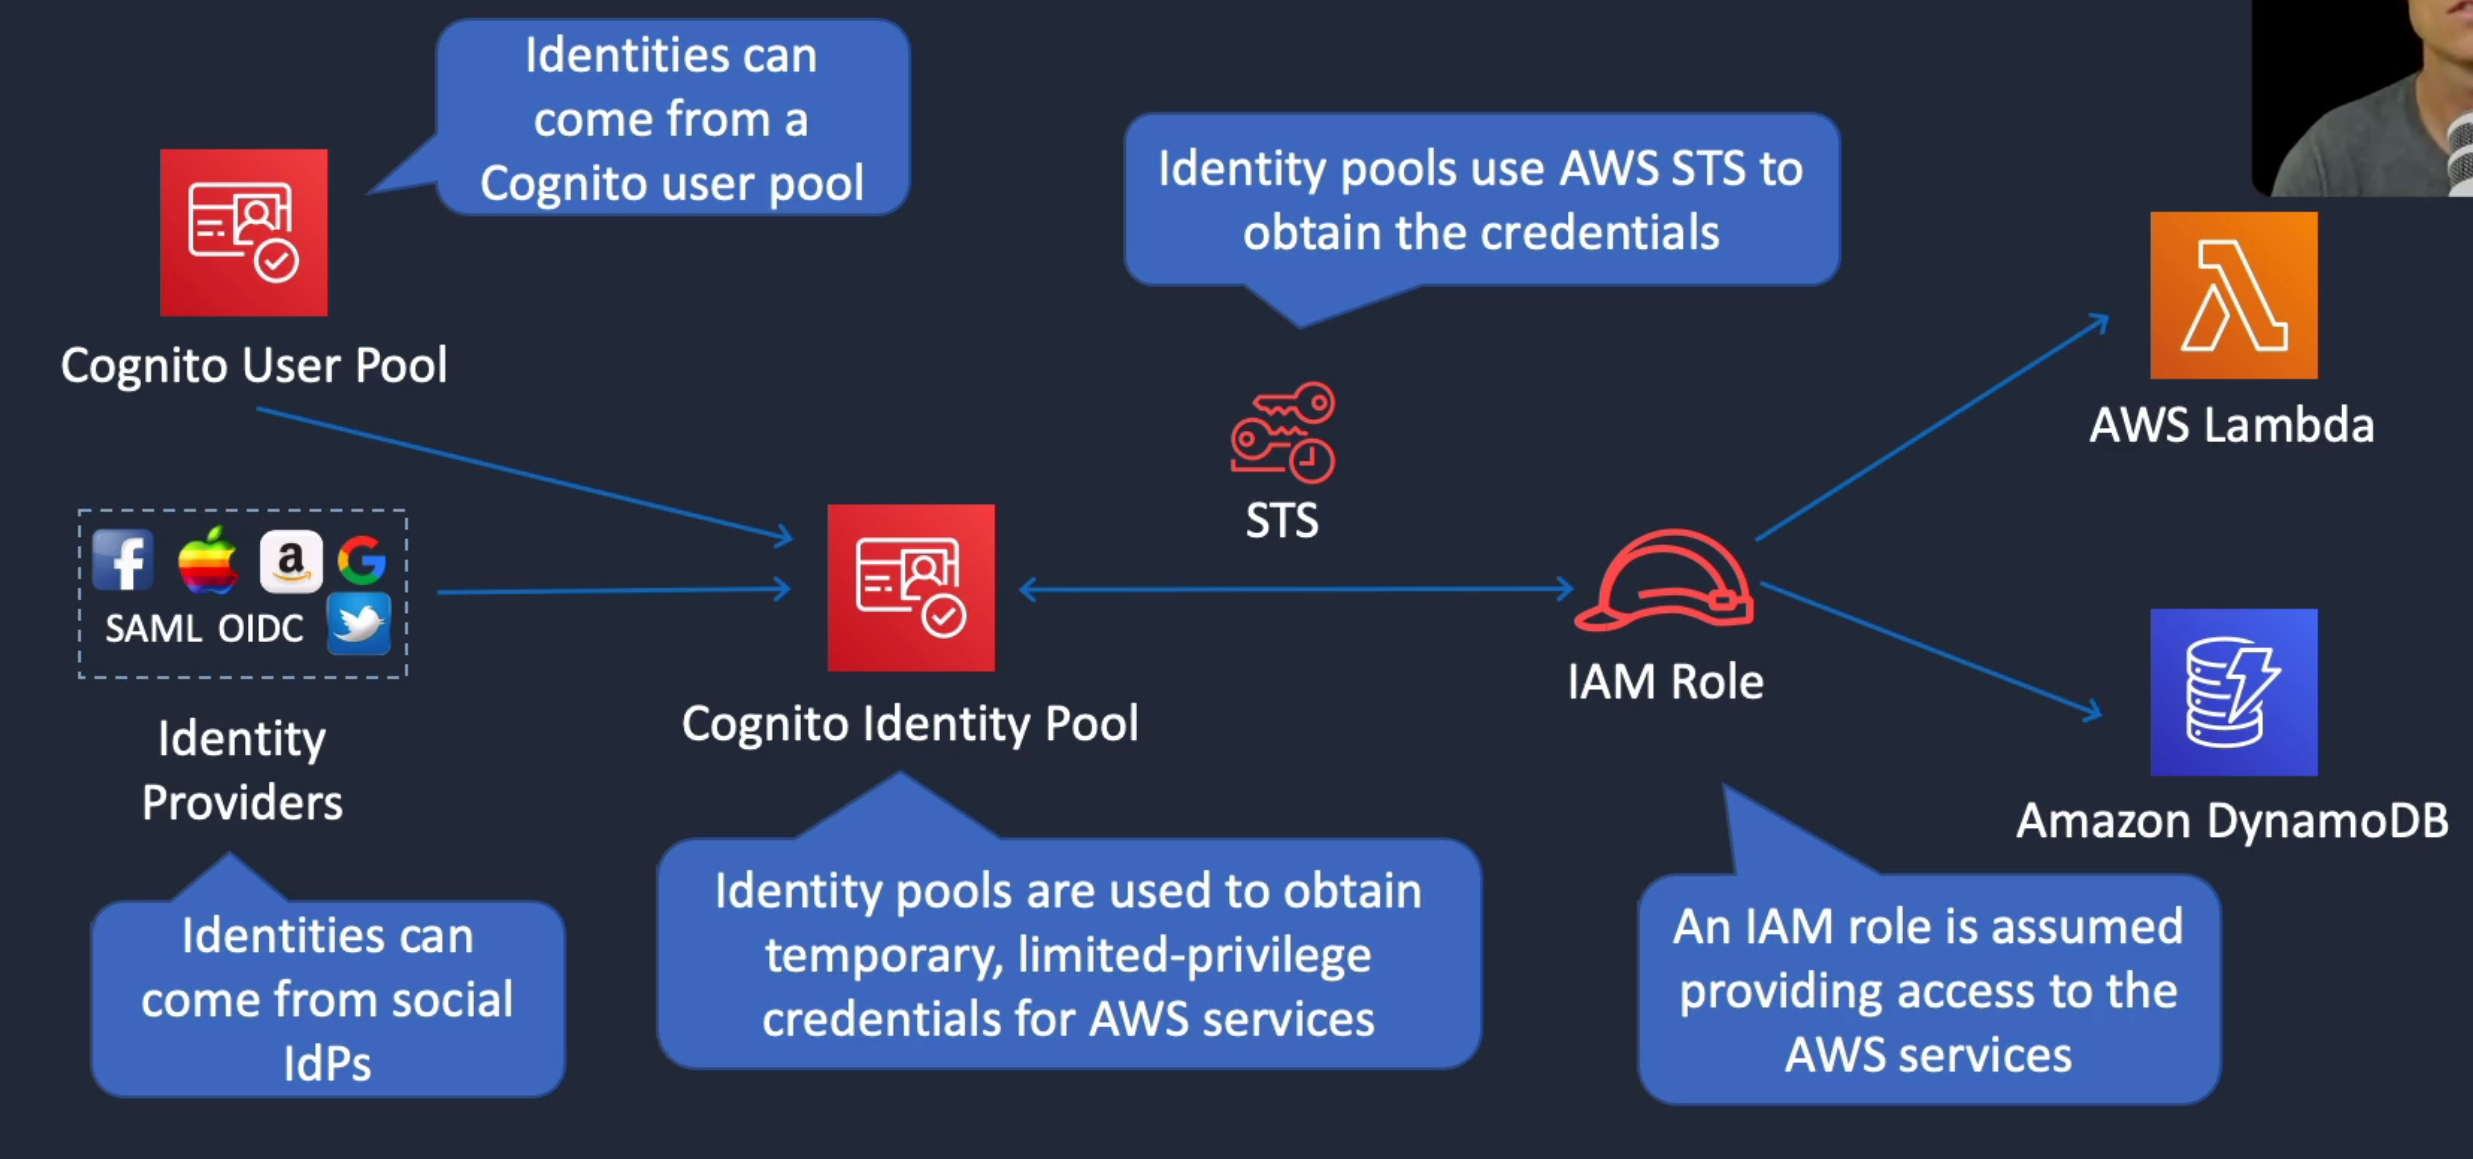 Identities can
come from a
Cognito user pool
Identity pools use AWS STS to
obtain the credentials
Cognito User Pool
AWS Lambda
STS
f
a
G
SAML OIDC
IAM Role
Cognito Identity Pool
Identity
Providers
Amazon DynamoDB
Identities can
come from social
IdPs
Identity pools are used to obtain
temporary, limited-privilege
credentials for AWS services
An IAM role is assumed
providing access to the
AWS services